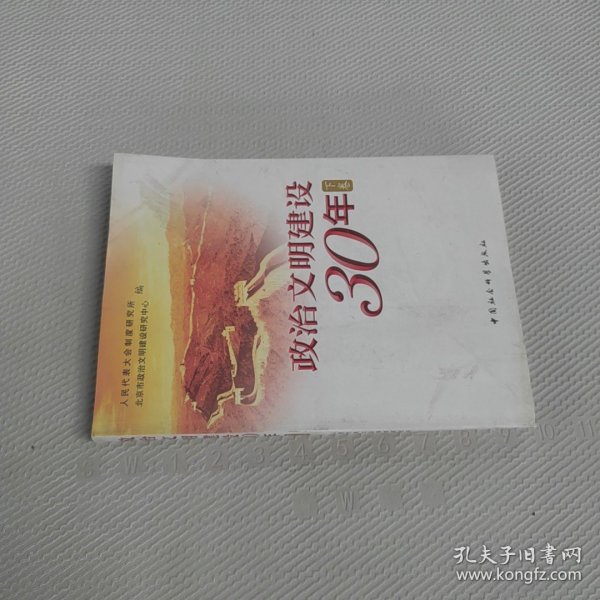 政治文明建设
30年
下卷
人民代表大会制度研究所
北京市政治文明建设研究中心
编
中国社会科学出版社
孔夫子旧书网
www.kongfz.com